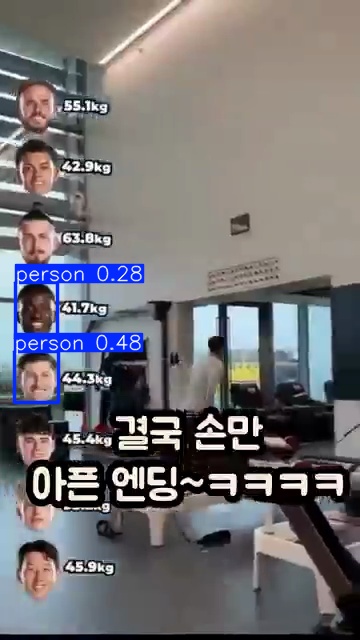 55.1kg
42.9kg
63.8kg
person 0.28
41.7kg
person 0.48
44.3kg
45.4kg
결국 손만
아픈 엔딩~ㅋㅋㅋㅋ
45.9kg